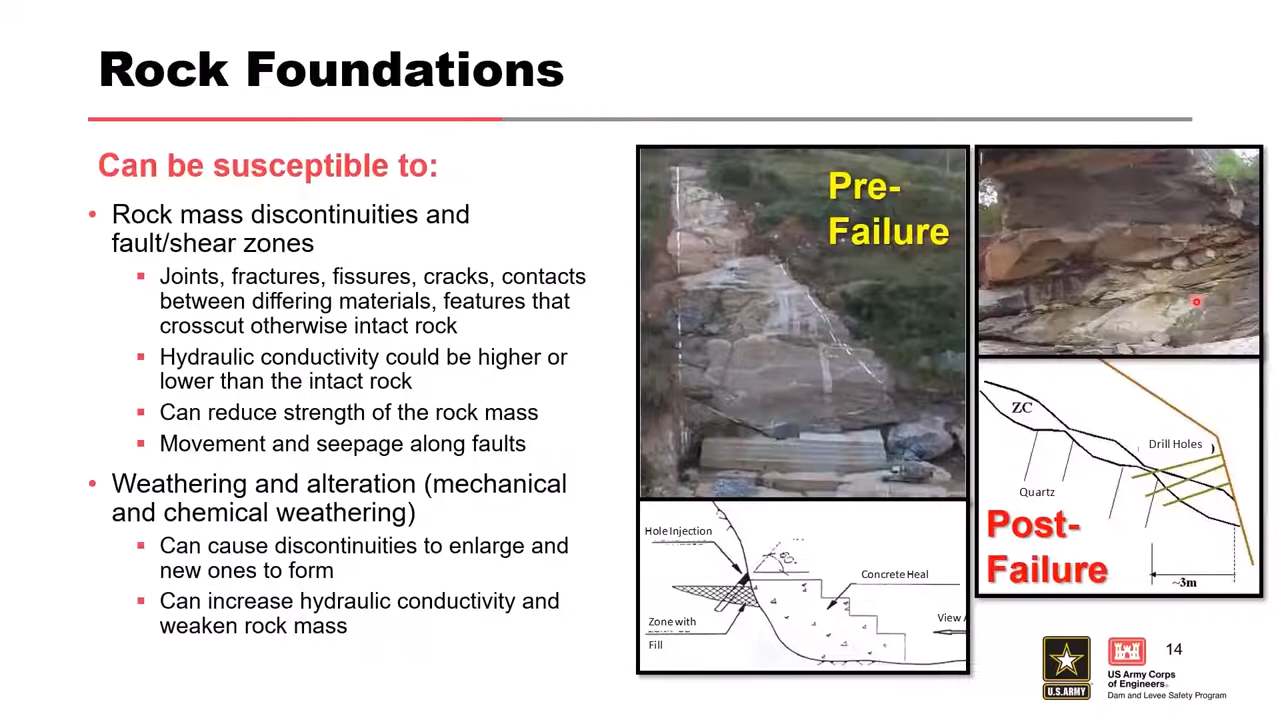 Rock Foundations
Can be susceptible to:
• Rock mass discontinuities and
fault/shear zones
▪ Joints, fractures, fissures, cracks, contacts
between differing materials, features that
crosscut otherwise intact rock
▪ Hydraulic conductivity could be higher or
lower than the intact rock
▪ Can reduce strength of the rock mass
▪ Movement and seepage along faults
• Weathering and alteration (mechanical
and chemical weathering)
▪ Can cause discontinuities to enlarge and
new ones to form
▪ Can increase hydraulic conductivity and
weaken rock mass
Pre-
Failure
Hole Injection
60°
Concrete Heal
Zone with
Fill
View
ZC
Drill Holes
Quartz
Post-
Failure
~3m
U.S.ARMY
US Army Corps
of Engineers
Dam and Levee Safety Program
14